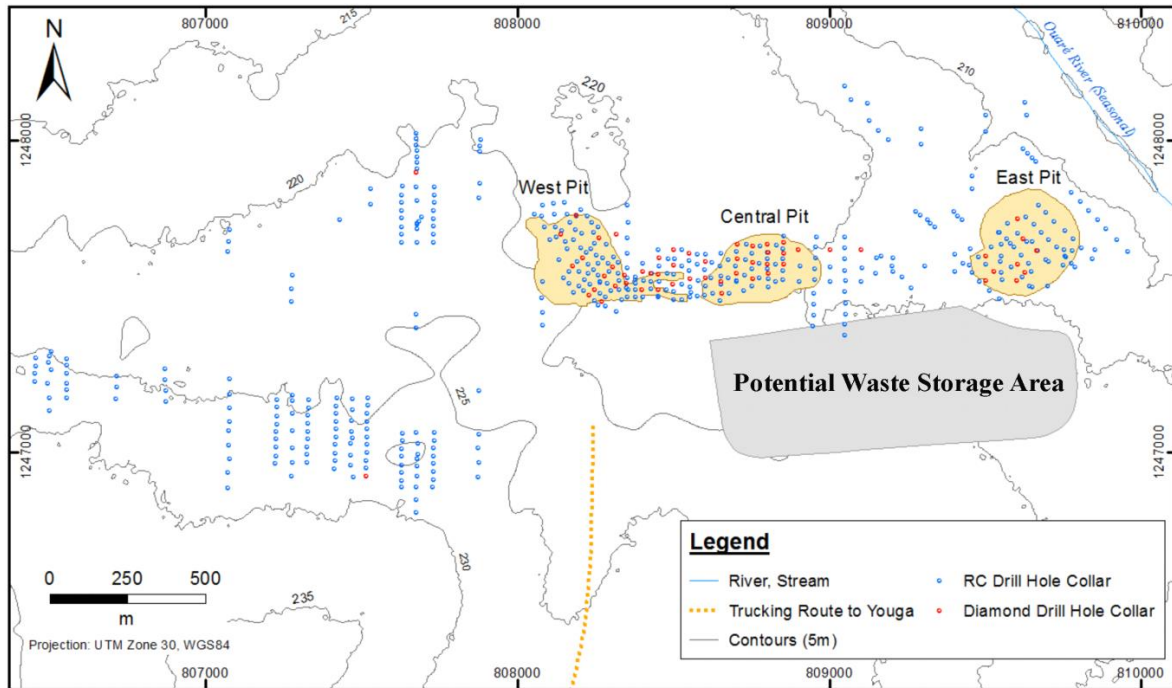 807000
808000
809000
810000
215
N
Ouaré River (Seasonal)
220
210
1248000
1248000
220
West Pit
East Pit
Central Pit
225
Potential Waste Storage Area
1247000
1247000
230
235
Legend
River, Stream
RC Drill Hole Collar
Trucking Route to Youga
Diamond Drill Hole Collar
Contours (5m)
0 250 500
m
Projection: UTM Zone 30, WGS84
807000
808000
809000
810000